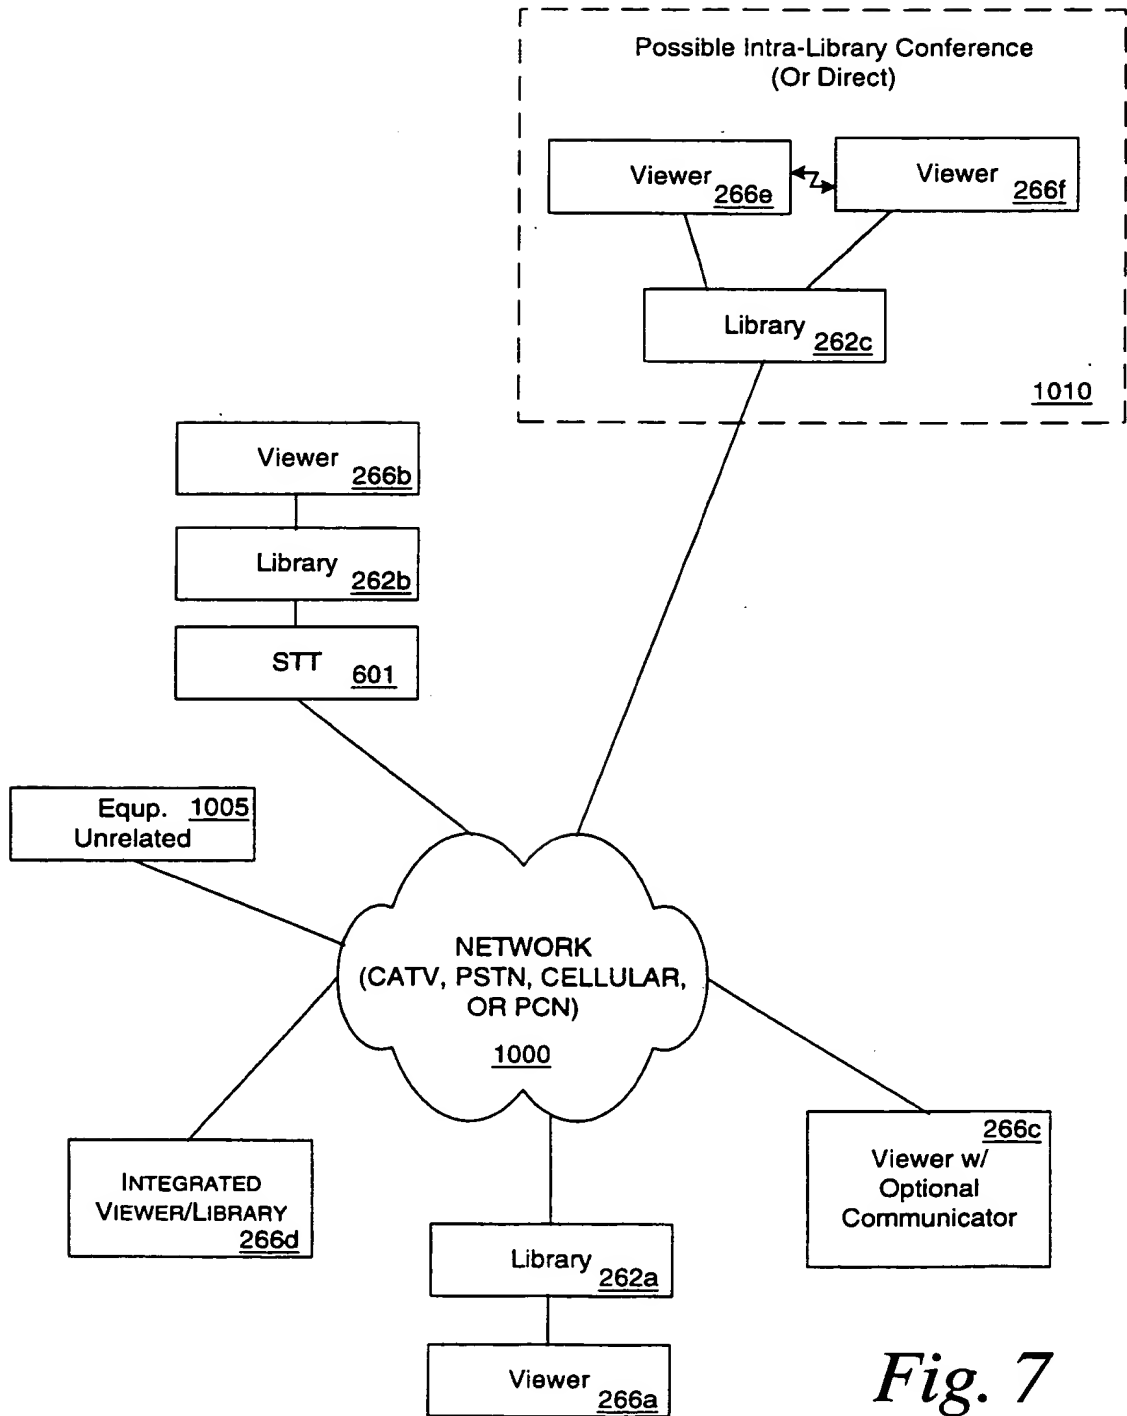 Possible Intra-Library Conference
(Or Direct)
Viewer 266e
Viewer 266f
Library 262c
1010
Viewer 266b
Library 262b
STT 601
Equp. 1005
Unrelated
NETWORK
(CATV, PSTN, CELLULAR,
OR PCN)
1000
266c
Viewer w/
Optional
Communicator
INTEGRATED
VIEWER/LIBRARY
266d
Library 262a
Viewer 266a
Fig. 7